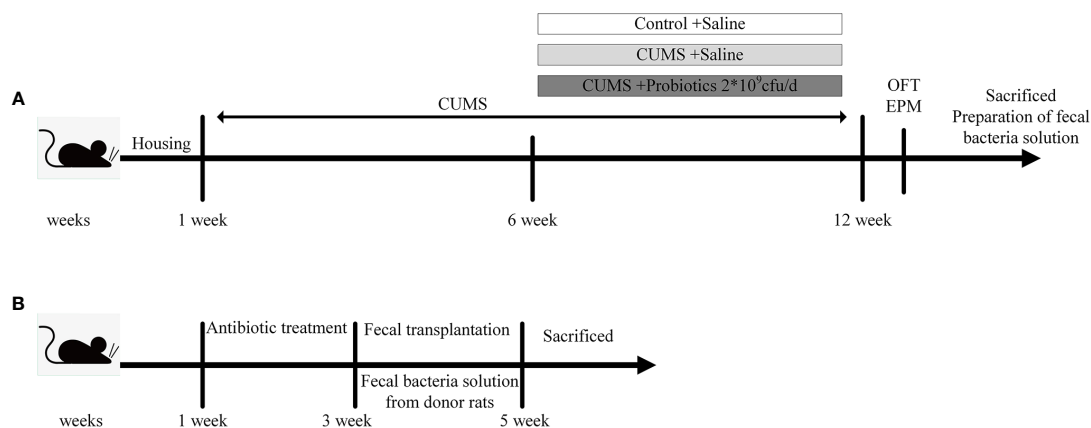 Control +Saline
CUMS +Saline
CUMS +Probiotics 2*10⁹cfu/d
A
CUMS
OFT
EPM
Sacrificed
Preparation of fecal
bacteria solution
Housing
weeks
1 week
6 week
12 week
B
Antibiotic treatment
Fecal transplantation
Sacrificed
Fecal bacteria solution
from donor rats
weeks
1 week
3 week
5 week